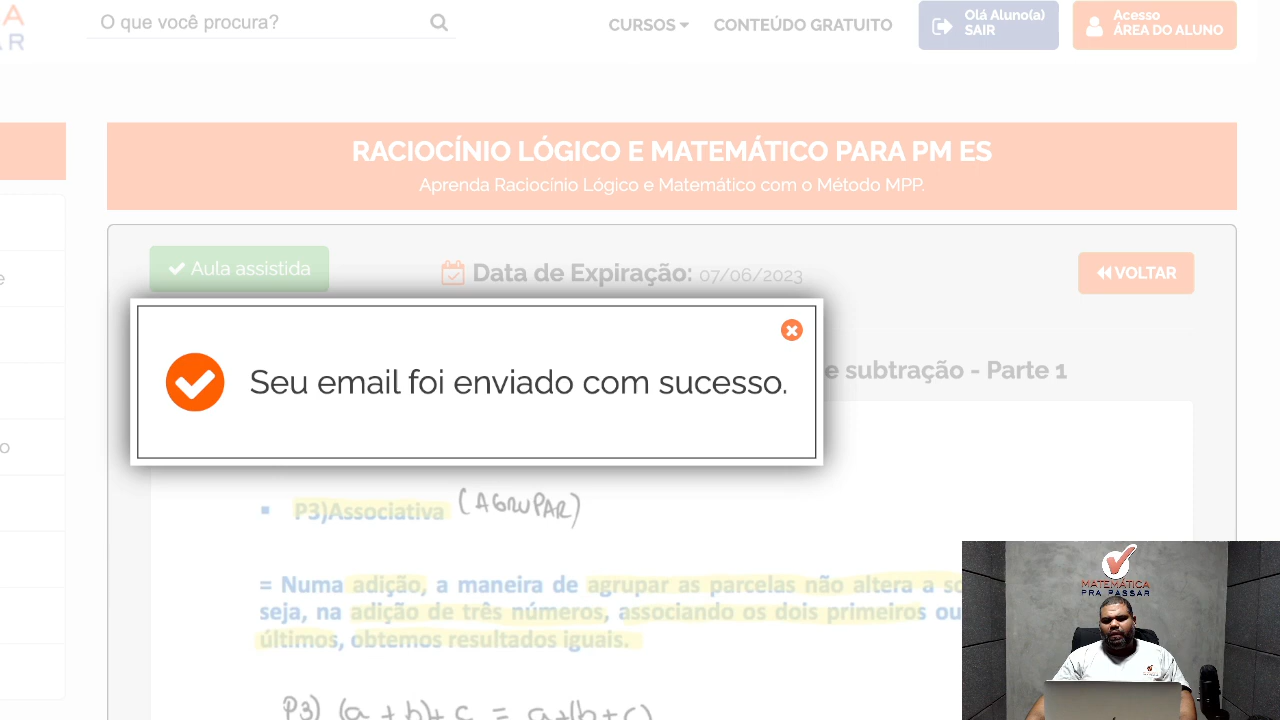 A
AR
O que você procura?
CURSOS
CONTEÚDO GRATUITO
Olá Aluno(a)
SAIR
Acesso
ÁREA DO ALUNO
RACIOCÍNIO LÓGICO E MATEMÁTICO PARA PM ES
Aprenda Raciocínio Lógico e Matemático com o Método MPP.
Aula assistida
Data de Expiração: 07/06/2023
VOLTAR
e
Seu email foi enviado com sucesso.
e subtração - Parte 1
o
P3)Associativa (AGRUPAR)
= Numa adição, a maneira de agrupar as parcelas não altera a so
seja, na adição de três números, associando os dois primeiros ou
últimos, obtemos resultados iguais.
P3) (a + b) + c = a + (b + c)
MATEMÁTICA
PRA PASSAR